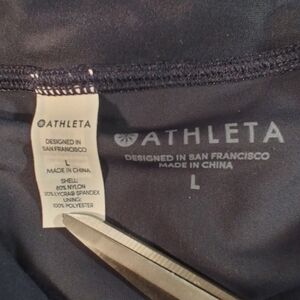 ATHLETA
DESIGNED IN
SAN FRANCISCO
L
MADE IN CHINA
SHELL:
80% NYLON
20% LYCRA® SPANDEX
LINING:
100% POLYESTER
ATHLETA
DESIGNED IN SAN FRANCISCO
MADE IN CHINA
L